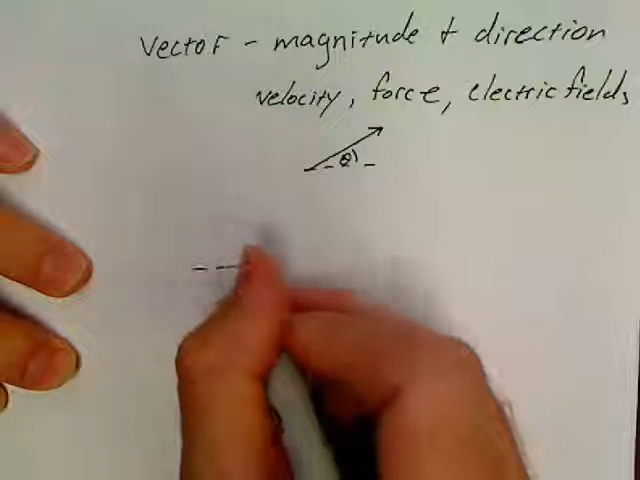 vector - magnitude + direction
velocity, force, electric fields
θ